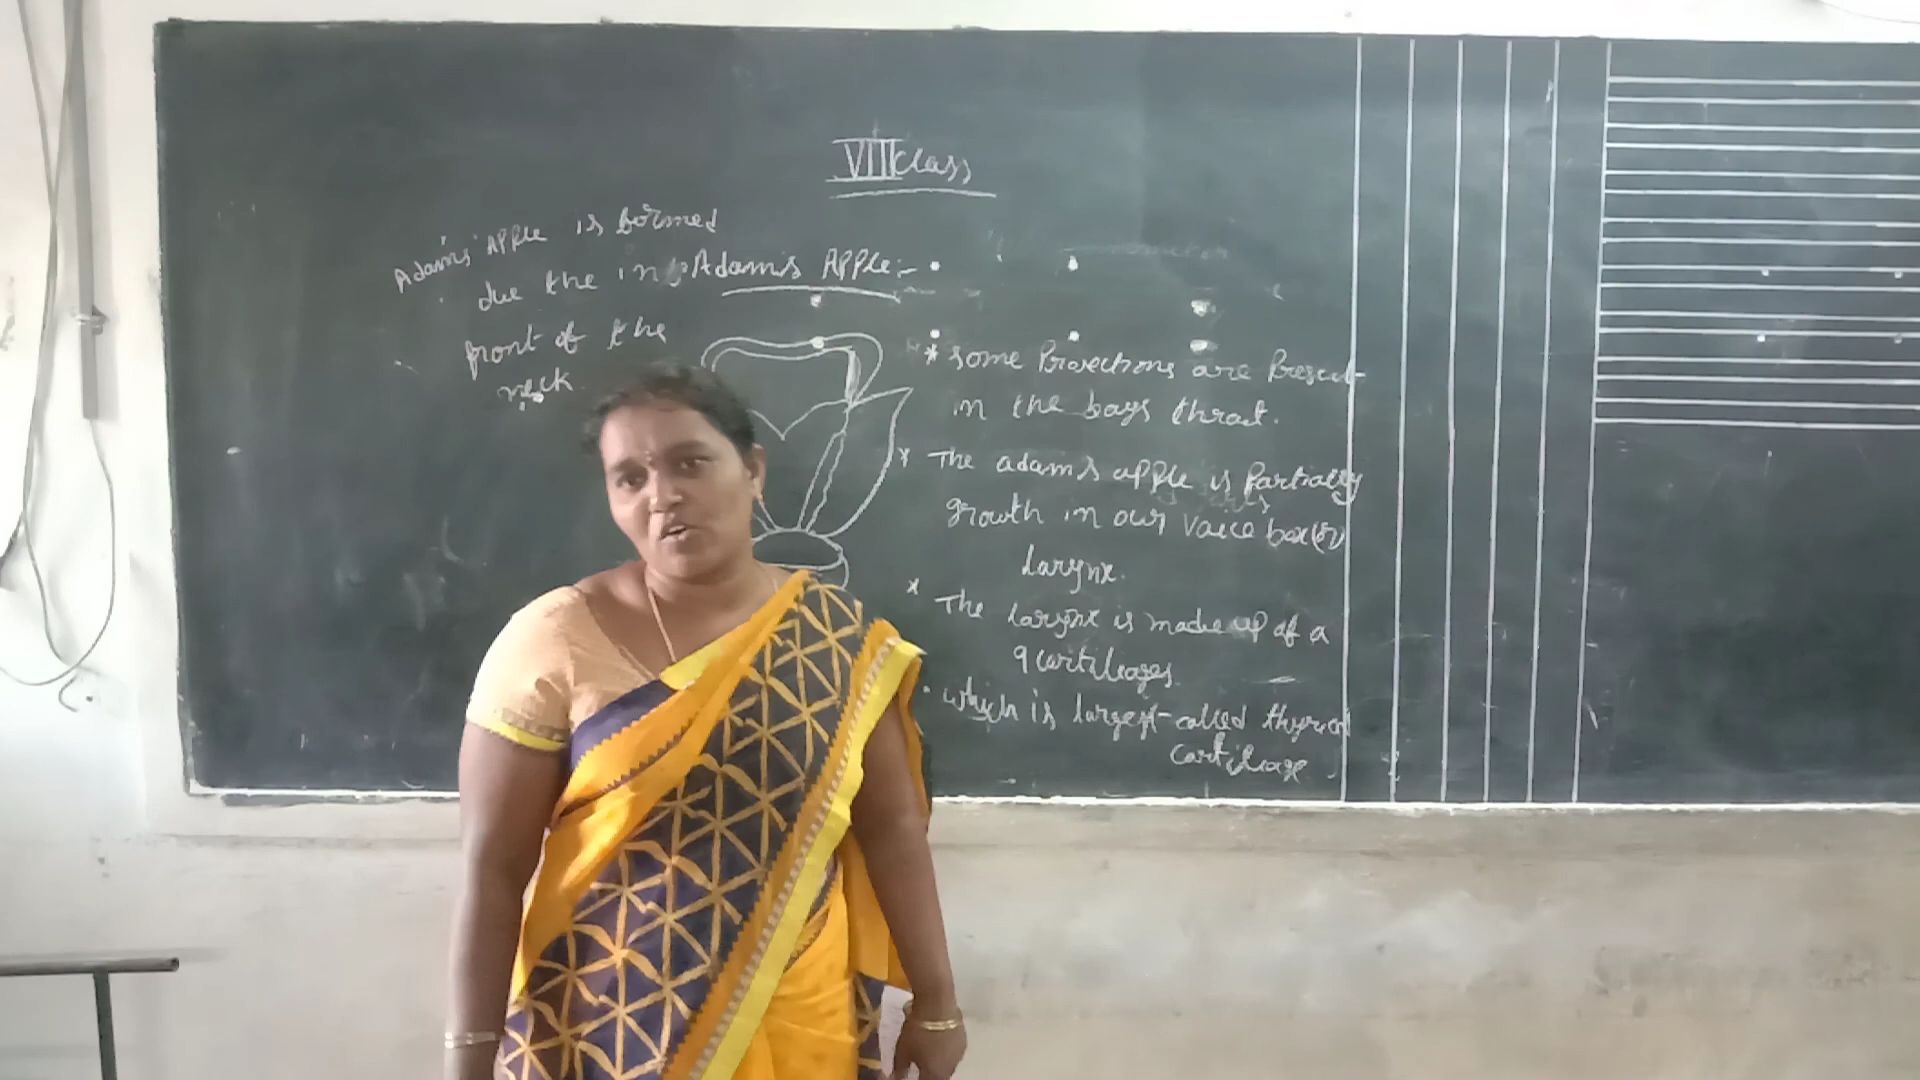 VIII class
Adam's Apple is formed
due the in
front of the
neck
Adam's Apple:-
* some Projections are Present
in the boys throat.
* The adam's apple is Partially
growth in our voice box (or)
larynx.
* The larynx is made up of a
9 cartileages
which is largest called thyroid
cartileage